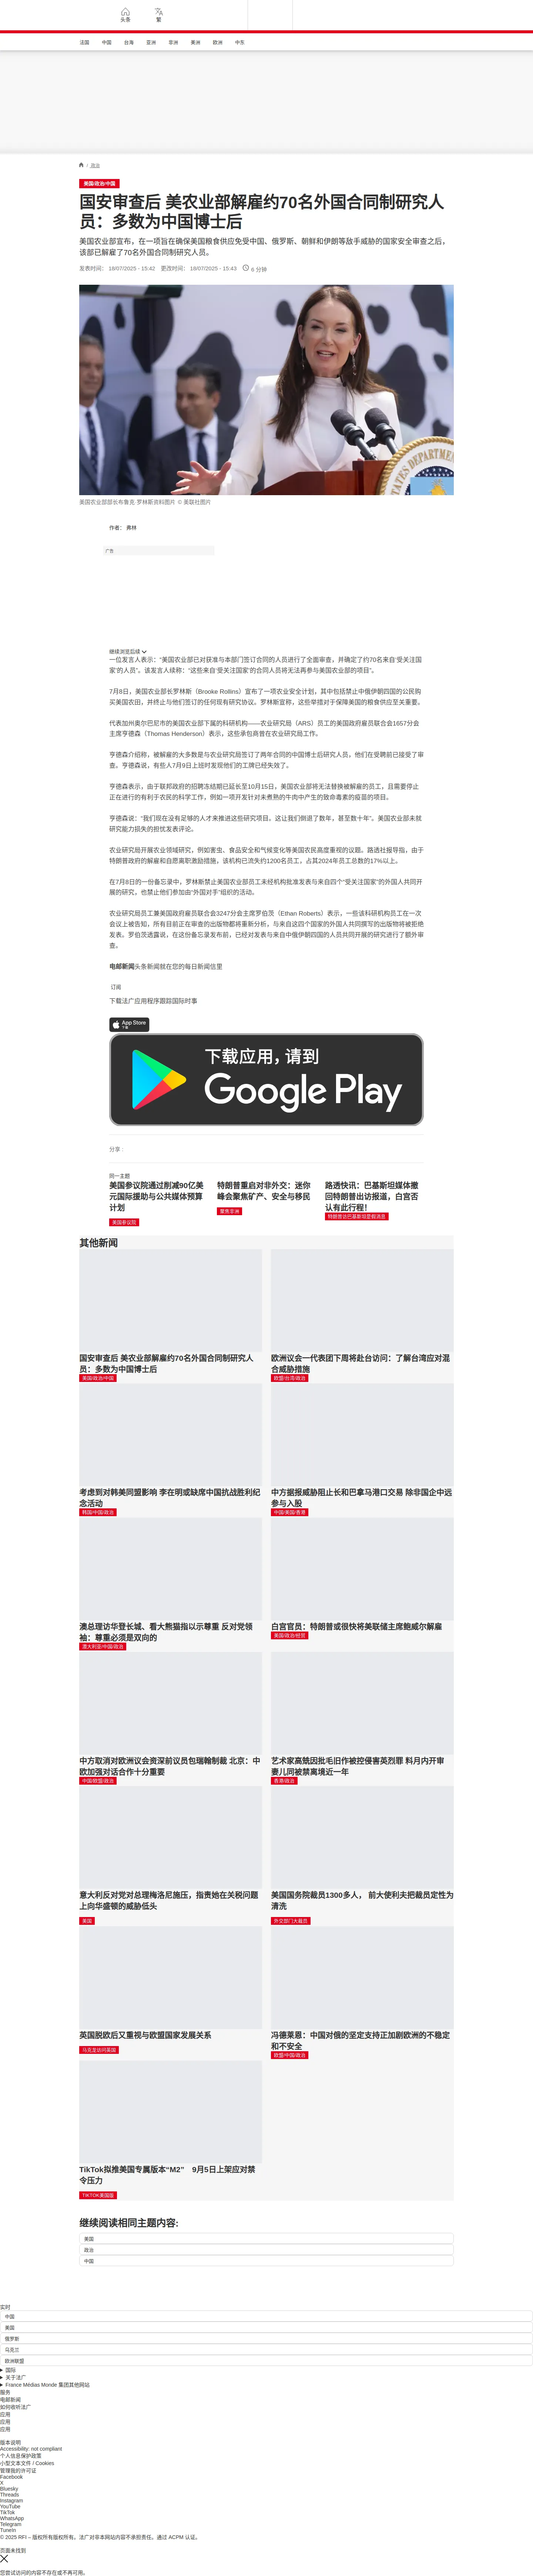 头条
繁
法国 中国 台海 亚洲 非洲 美洲 欧洲 中东
/ 政治
美国/政治/中国
国安审查后 美农业部解雇约70名外国合同制研究人
员：多数为中国博士后
美国农业部宣布，在一项旨在确保美国粮食供应免受中国、俄罗斯、朝鲜和伊朗等敌手威胁的国家安全审查之后，
该部已解雇了70名外国合同制研究人员。
发表时间： 18/07/2025 - 15:42 更改时间： 18/07/2025 - 15:43 6 分钟
美国农业部部长布鲁克 罗林斯资料图片 © 美联社图片
作者： 弗林
广告
继续浏览后续
一位发言人表示：“美国农业部已对获准与本部门签订合同的人员进行了全面审查，并确定了约70名来自‘受关注国
家’的人员”。该发言人续称：“这些来自‘受关注国家’的合同人员将无法再参与美国农业部的项目”。
7月8日，美国农业部长罗林斯（Brooke Rollins）宣布了一项农业安全计划，其中包括禁止中俄伊朝四国的公民购
买美国农田，并终止与他们签订的任何现有研究协议。罗林斯宣称，这些举措对于保障美国的粮食供应至关重要。
代表加州奥尔巴尼市的美国农业部下属的科研机构——农业研究局（ARS）员工的美国政府雇员联合会1657分会
主席亨德森（Thomas Henderson）表示，这些承包商曾在农业研究局工作。
亨德森介绍称，被解雇的大多数是与农业研究局签订了两年合同的中国博士后研究人员，他们在受聘前已接受了审
查。亨德森说，有些人7月9日上班时发现他们的工牌已经失效了。
亨德森表示，由于联邦政府的招聘冻结期已延长至10月15日，美国农业部将无法替换被解雇的员工，且需要停止
正在进行的有利于农民的科学工作，例如一项开发针对未煮熟的牛肉中产生的致命毒素的疫苗的项目。
亨德森说：“我们现在没有足够的人才来推进这些研究项目。这让我们倒退了数年，甚至数十年”。美国农业部未就
研究能力损失的担忧发表评论。
农业研究局开展农业领域研究，例如害虫、食品安全和气候变化等美国农民高度重视的议题。路透社报导指，由于
特朗普政府的解雇和自愿离职激励措施，该机构已流失约1200名员工，占其2024年员工总数的17%以上。
在7月8日的一份备忘录中，罗林斯禁止美国农业部员工未经机构批准发表与来自四个“受关注国家”的外国人共同开
展的研究，也禁止他们参加由“外国对手”组织的活动。
农业研究局员工兼美国政府雇员联合会3247分会主席罗伯茨（Ethan Roberts）表示，一些该科研机构员工在一次
会议上被告知，所有目前正在审查的出版物都将重新分析，与来自这四个国家的外国人共同撰写的出版物将被拒绝
发表。罗伯茨透露说，在这份备忘录发布前，已经对发表与来自中俄伊朝四国的人员共同开展的研究进行了额外审
查。
电邮新闻头条新闻就在您的每日新闻信里
订阅
下载法广应用程序跟踪国际时事
App Store
下载应用，请到
Google Play
分享 :
同一主题
美国参议院通过削减90亿美
元国际援助与公共媒体预算
计划
美国参议院
特朗普重启对非外交：迷你
峰会聚焦矿产、安全与移民
聚焦非洲
路透快讯：巴基斯坦媒体撤
回特朗普出访报道，白宫否
认有此行程！
特朗普访巴基斯坦是假消息
其他新闻
国安审查后 美农业部解雇约70名外国合同制研究人
员：多数为中国博士后
美国/政治/中国
欧洲议会一代表团下周将赴台访问：了解台湾应对混
合威胁措施
欧盟/台湾/政治
考虑到对韩美同盟影响 李在明或缺席中国抗战胜利纪
念活动
韩国/中国/政治
中方据报威胁阻止长和巴拿马港口交易 除非国企中远
参与入股
中国/美国/香港
澳总理访华登长城、看大熊猫指以示尊重 反对党领
袖：尊重必须是双向的
澳大利亚/中国/政治
白宫官员：特朗普或很快将美联储主席鲍威尔解雇
美国/政治/经贸
中方取消对欧洲议会资深前议员包瑞翰制裁 北京：中
欧加强对话合作十分重要
中国/欧盟/政治
艺术家高兟因批毛旧作被控侵害英烈罪 料月内开审
妻儿同被禁离境近一年
香港/政治
意大利反对党对总理梅洛尼施压，指责她在关税问题
上向华盛顿的威胁低头
美国
美国国务院裁员1300多人， 前大使利夫把裁员定性为
清洗
外交部门大裁员
英国脱欧后又重视与欧盟国家发展关系
马克龙访问英国
冯德莱恩：中国对俄的坚定支持正加剧欧洲的不稳定
和不安全
欧盟/中国/政治
TikTok拟推美国专属版本“M2” 9月5日上架应对禁
令压力
TIKTOK美国版
继续阅读相同主题内容:
美国
政治
中国
实时
中国
美国
俄罗斯
乌克兰
欧洲联盟
国际
关于法广
France Médias Monde 集团其他网站
服务
电邮新闻
如何收听法广
应用
应用
应用
版本说明
Accessibility: not compliant
个人信息保护政策
小型文本文件 / Cookies
管理我的许可证
Facebook
X
Bluesky
Threads
Instagram
YouTube
TikTok
WhatsApp
Telegram
TuneIn
© 2025 RFI – 版权所有版权所有。法广对非本网站内容不承担责任。通过 ACPM 认证。
页面未找到
您尝试访问的内容不存在或不再可用。